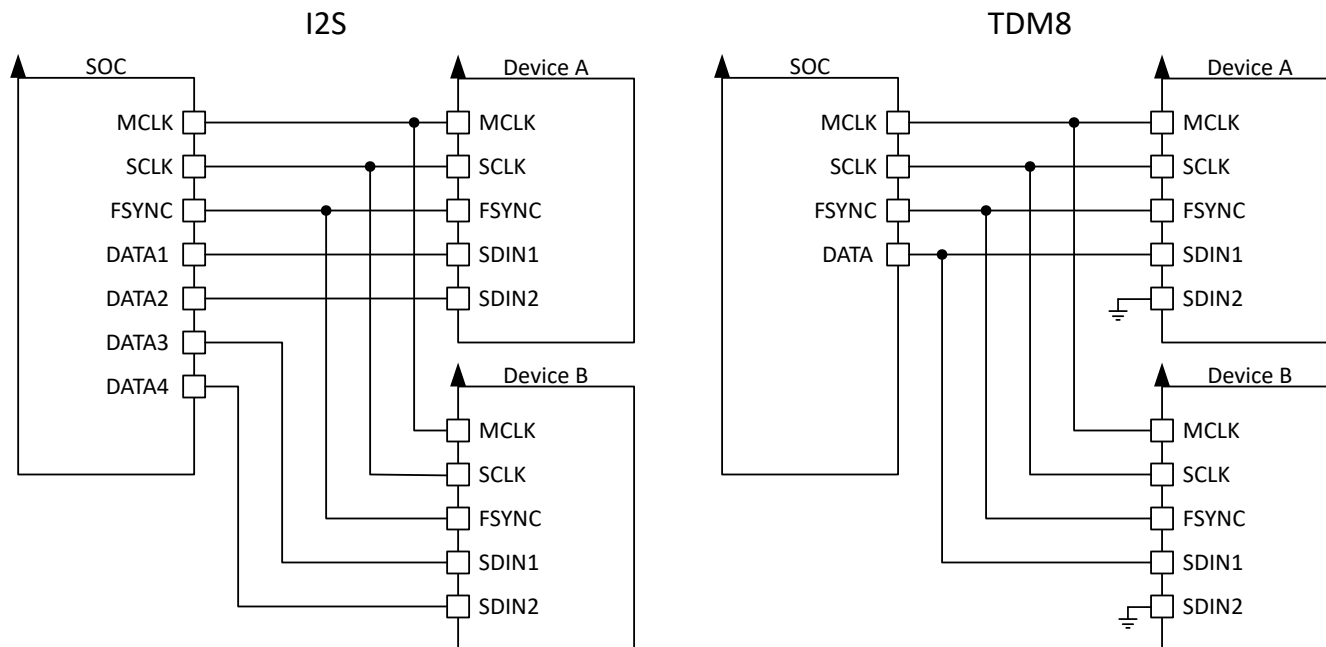 I2S
SOC
MCLK
SCLK
FSYNC
DATA1
DATA2
DATA3
DATA4
Device A
MCLK
SCLK
FSYNC
SDIN1
SDIN2
Device B
MCLK
SCLK
FSYNC
SDIN1
SDIN2
TDM8
SOC
MCLK
SCLK
FSYNC
DATA
Device A
MCLK
SCLK
FSYNC
SDIN1
SDIN2
Device B
MCLK
SCLK
FSYNC
SDIN1
SDIN2